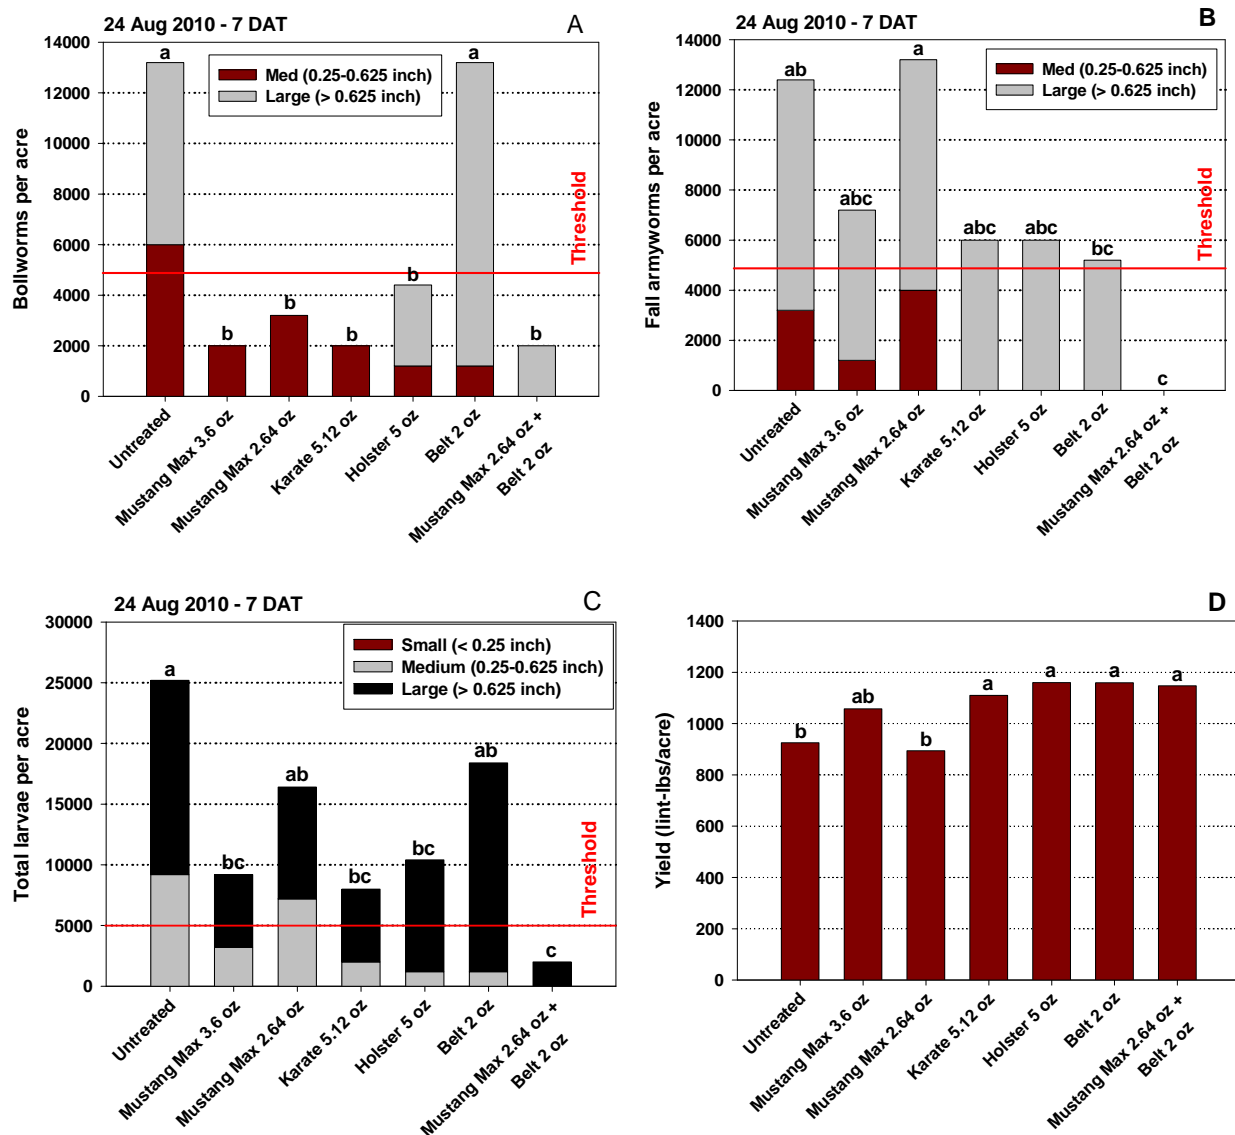 24 Aug 2010 - 7 DAT
A
14000
12000
10000
8000
6000
4000
2000
0
Bollworms per acre
Med (0.25-0.625 inch)
Large (> 0.625 inch)
Threshold
a
b
b
b
b
a
b
Untreated
Mustang Max 3.6 oz
Mustang Max 2.64 oz
Karate 5.12 oz
Holster 5 oz
Belt 2 oz
Mustang Max 2.64 oz +
Belt 2 oz
24 Aug 2010 - 7 DAT
B
14000
12000
10000
8000
6000
4000
2000
0
Fall armyworms per acre
Med (0.25-0.625 inch)
Large (> 0.625 inch)
Threshold
ab
abc
a
abc
abc
bc
c
Untreated
Mustang Max 3.6 oz
Mustang Max 2.64 oz
Karate 5.12 oz
Holster 5 oz
Belt 2 oz
Mustang Max 2.64 oz +
Belt 2 oz
24 Aug 2010 - 7 DAT
C
30000
25000
20000
15000
10000
5000
0
Total larvae per acre
Small (< 0.25 inch)
Medium (0.25-0.625 inch)
Large (> 0.625 inch)
Threshold
a
bc
ab
bc
bc
ab
c
Untreated
Mustang Max 3.6 oz
Mustang Max 2.64 oz
Karate 5.12 oz
Holster 5 oz
Belt 2 oz
Mustang Max 2.64 oz +
Belt 2 oz
D
1400
1200
1000
800
600
400
200
0
Yield (lint-lbs/acre)
b
ab
b
a
a
a
a
Untreated
Mustang Max 3.6 oz
Mustang Max 2.64 oz
Karate 5.12 oz
Holster 5 oz
Belt 2 oz
Mustang Max 2.64 oz +
Belt 2 oz